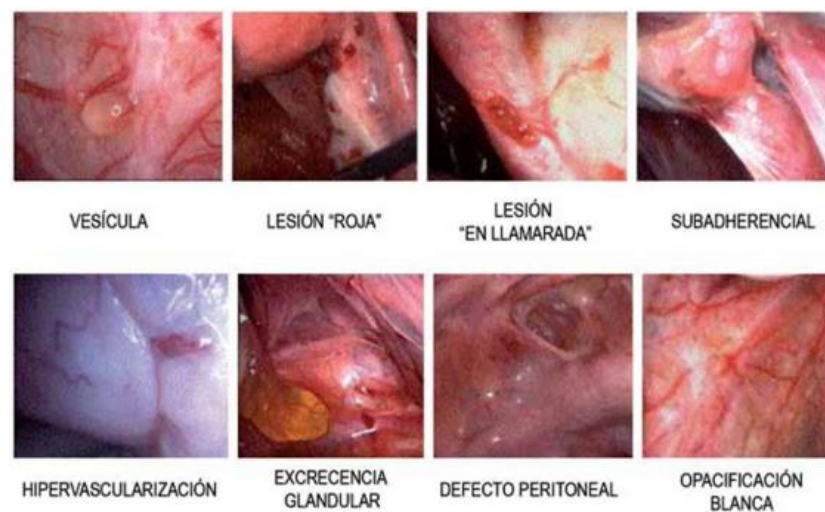 VESÍCULA
LESIÓN "ROJA"
LESIÓN
"EN LLAMARADA"
SUBADHERENCIAL
HIPERVASCULARIZACIÓN
EXCRECENCIA
GLANDULAR
DEFECTO PERITONEAL
OPACIFICACIÓN
BLANCA